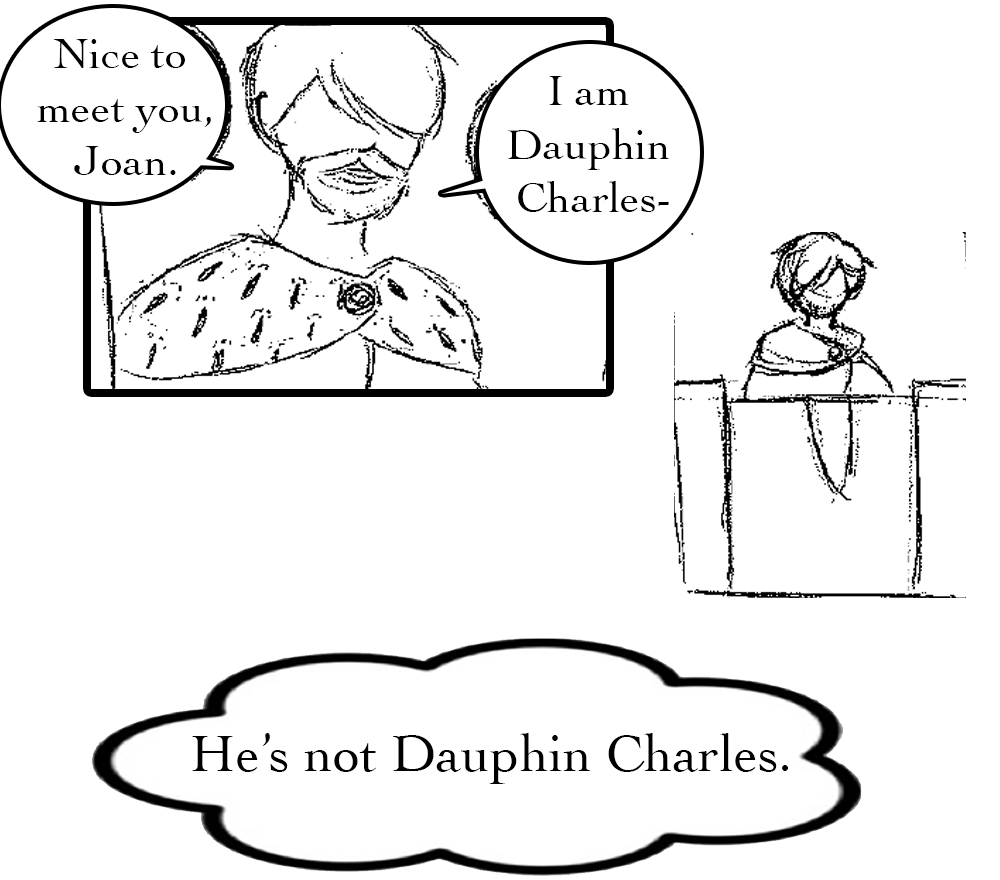 Nice to
meet you,
Joan.
I am
Dauphin
Charles-
He's not Dauphin Charles.